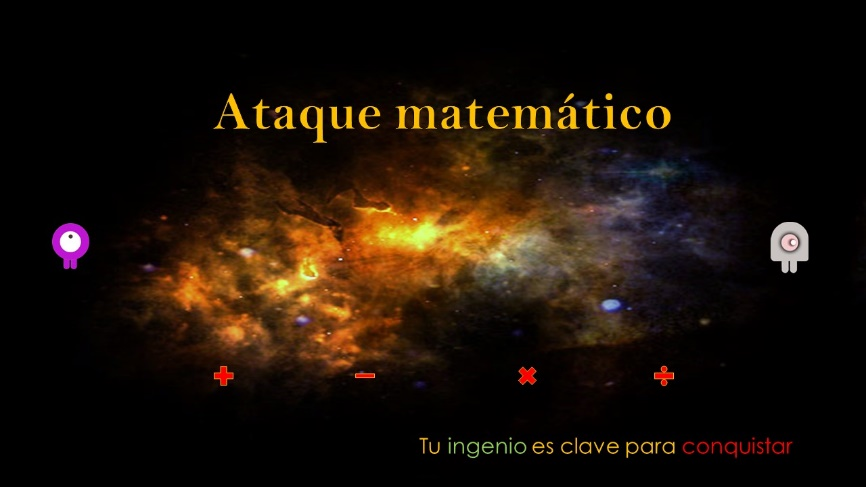 Ataque matemático
+ − × ÷
Tu ingenio es clave para conquistar